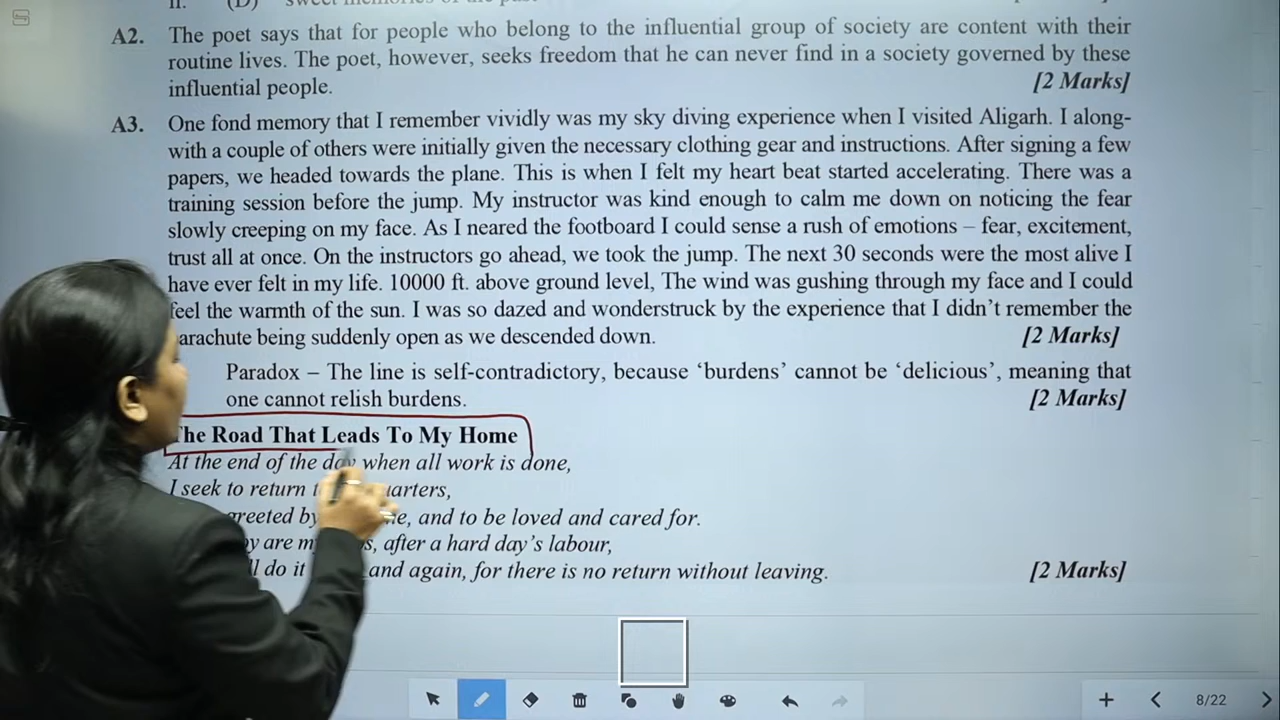 (D)
A2. The poet says that for people who belong to the influential group of society are content with their
routine lives. The poet, however, seeks freedom that he can never find in a society governed by these
influential people. [2 Marks]
A3. One fond memory that I remember vividly was my sky diving experience when I visited Aligarh. I along-
with a couple of others were initially given the necessary clothing gear and instructions. After signing a few
papers, we headed towards the plane. This is when I felt my heart beat started accelerating. There was a
training session before the jump. My instructor was kind enough to calm me down on noticing the fear
slowly creeping on my face. As I neared the footboard I could sense a rush of emotions – fear, excitement,
trust all at once. On the instructors go ahead, we took the jump. The next 30 seconds were the most alive I
have ever felt in my life. 10000 ft. above ground level, The wind was gushing through my face and I could
feel the warmth of the sun. I was so dazed and wonderstruck by the experience that I didn’t remember the
arachute being suddenly open as we descended down. [2 Marks]
Paradox – The line is self-contradictory, because ‘burdens’ cannot be ‘delicious’, meaning that
one cannot relish burdens. [2 Marks]
The Road That Leads To My Home
At the end of the day when all work is done,
I seek to return arters,
greeted by e, and to be loved and cared for.
y are m s, after a hard day’s labour,
l do it and again, for there is no return without leaving. [2 Marks]
8/22